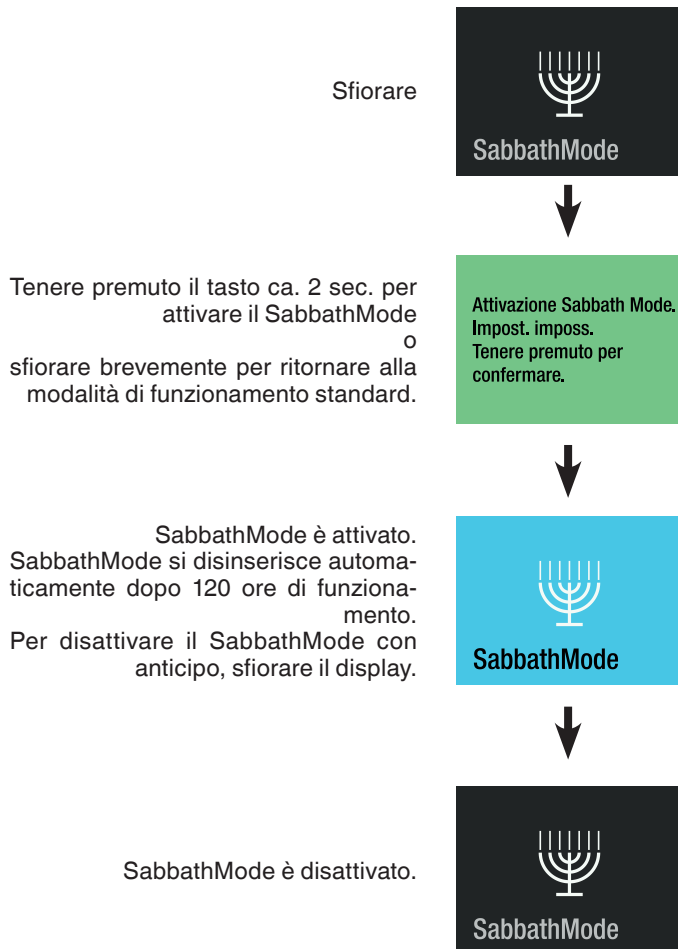 Sfiorare
SabbathMode
Tenere premuto il tasto ca. 2 sec. per
attivare il SabbathMode
o
sfiorare brevemente per ritornare alla
modalità di funzionamento standard.
Attivazione Sabbath Mode.
Impost. imposs.
Tenere premuto per
confermare.
SabbathMode è attivato.
SabbathMode si disinserisce automa-
ticamente dopo 120 ore di funziona-
mento.
Per disattivare il SabbathMode con
anticipo, sfiorare il display.
SabbathMode
SabbathMode è disattivato.
SabbathMode